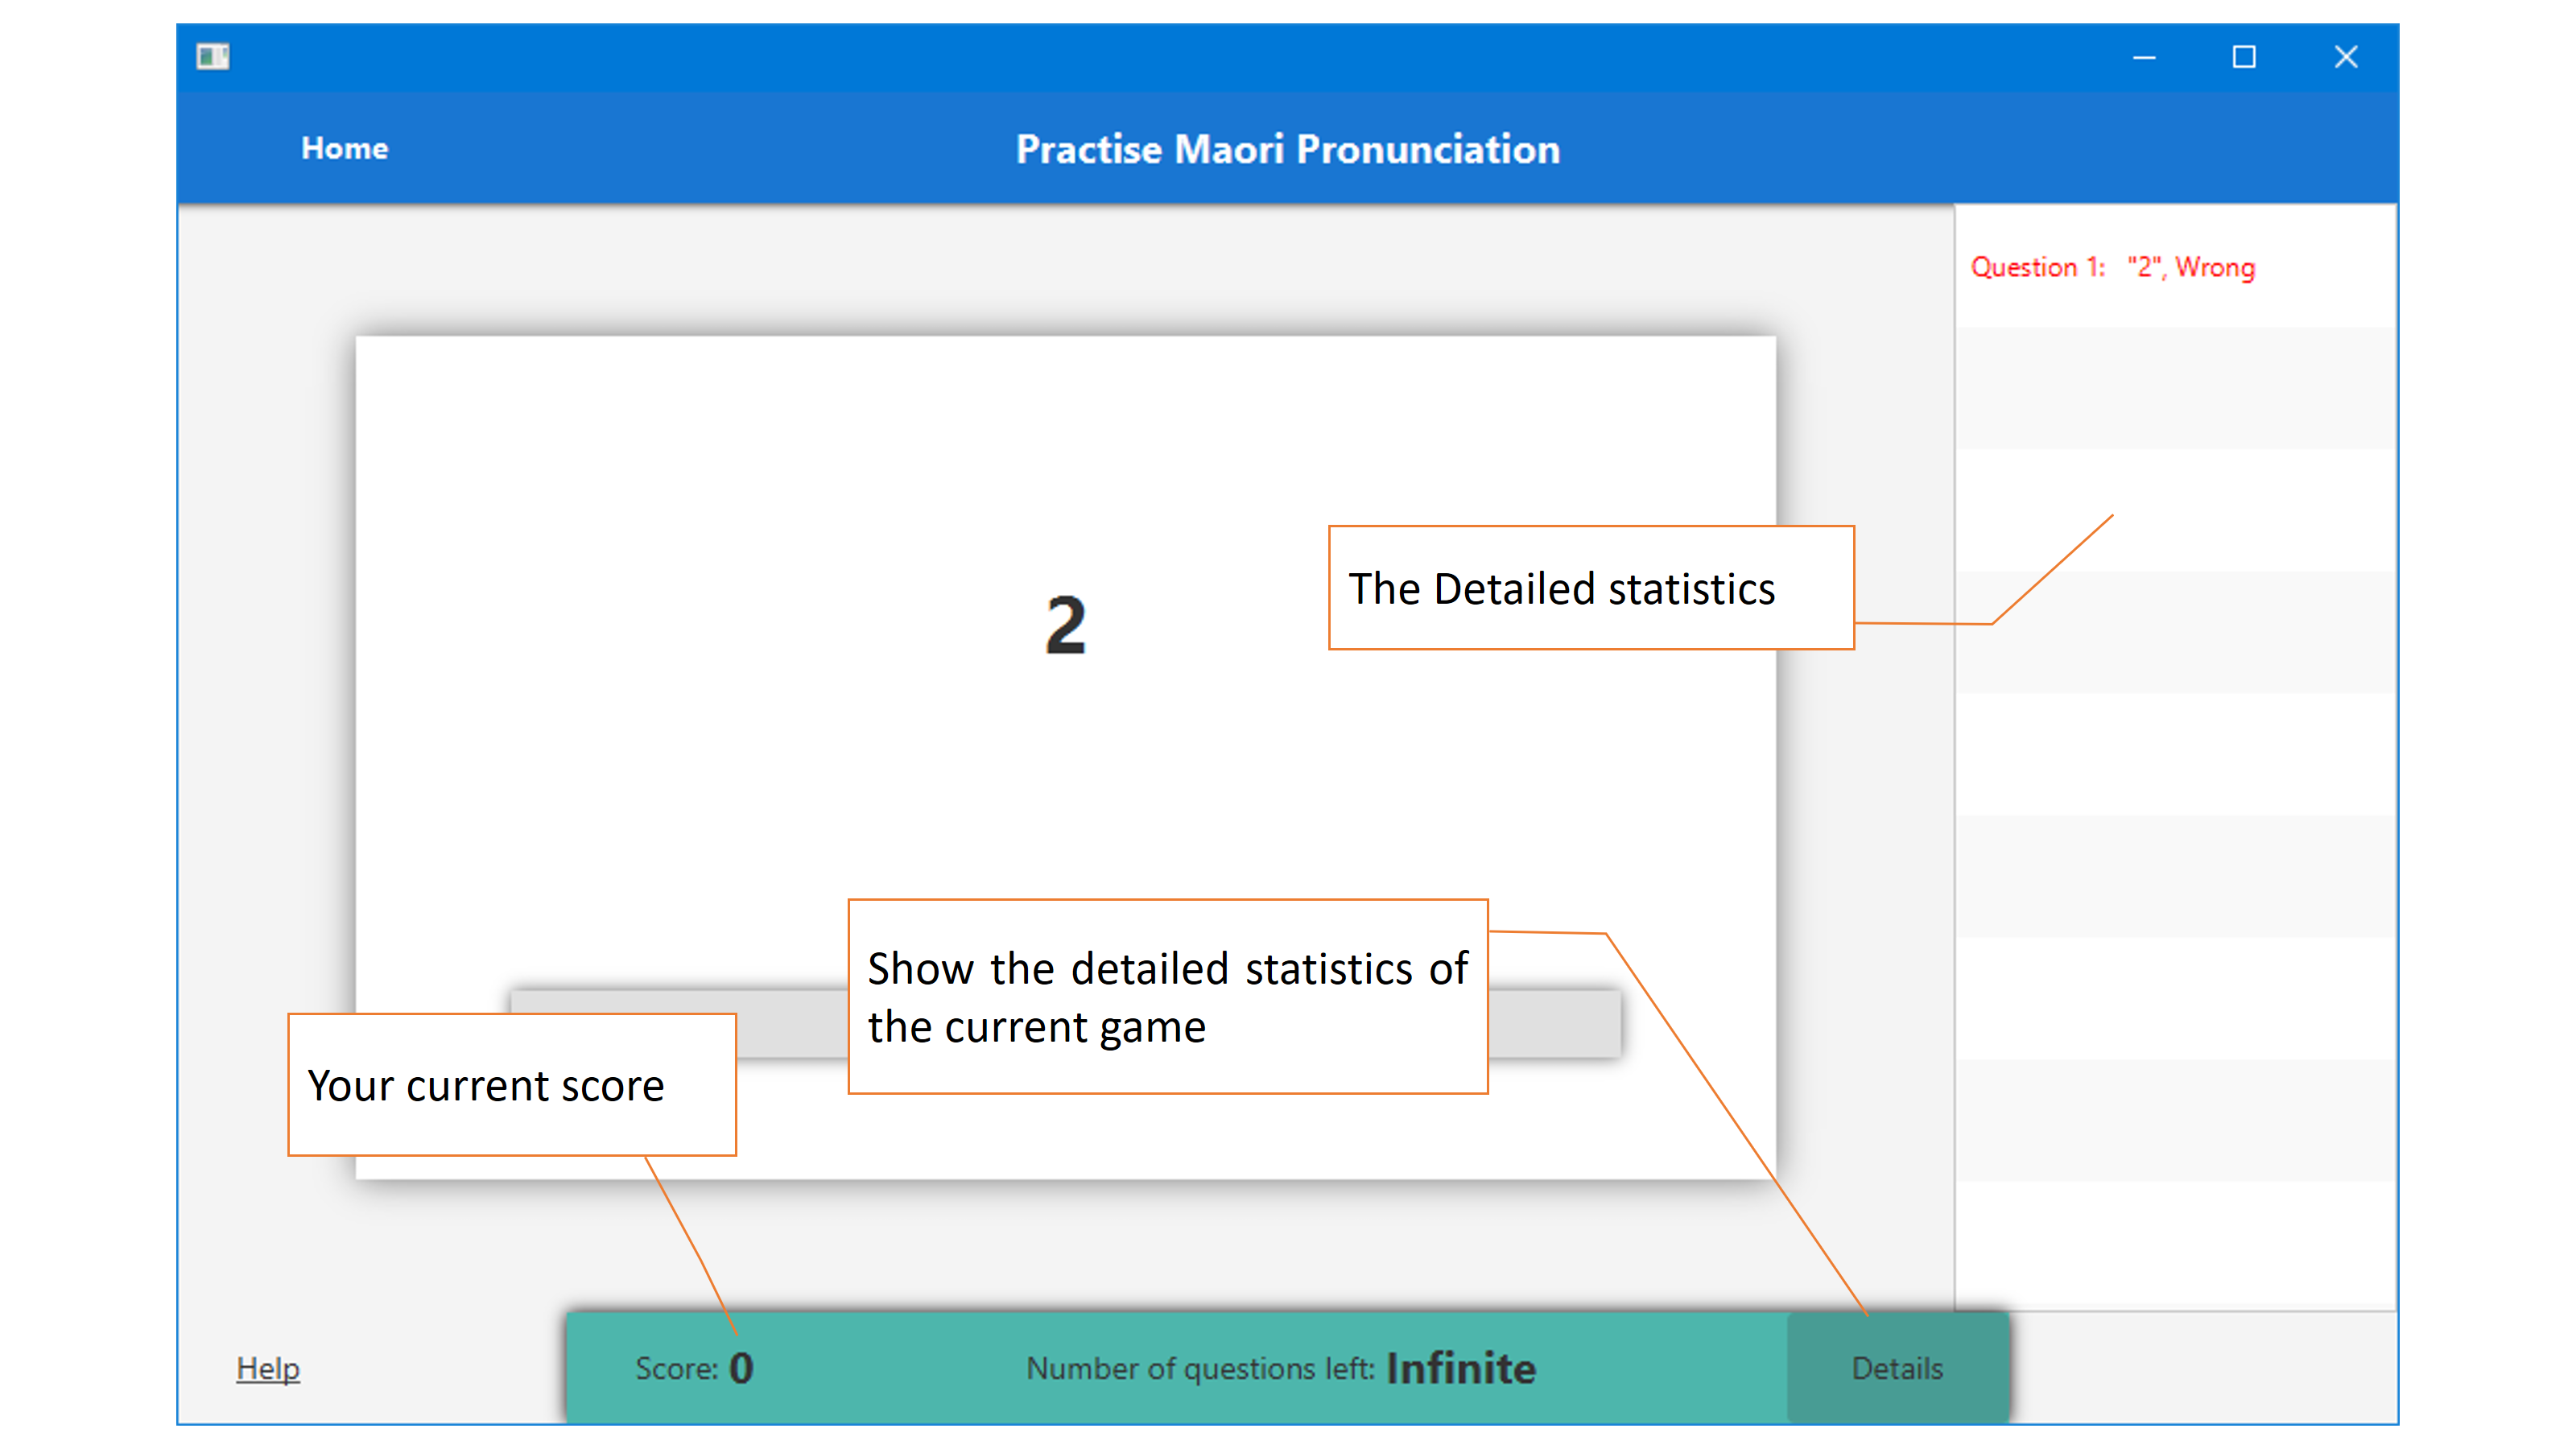 Home
Practise Maori Pronunciation
Question 1: "2", Wrong
The Detailed statistics
2
Show the detailed statistics of
the current game
Your current score
Help
Score: 0
Number of questions left: Infinite
Details